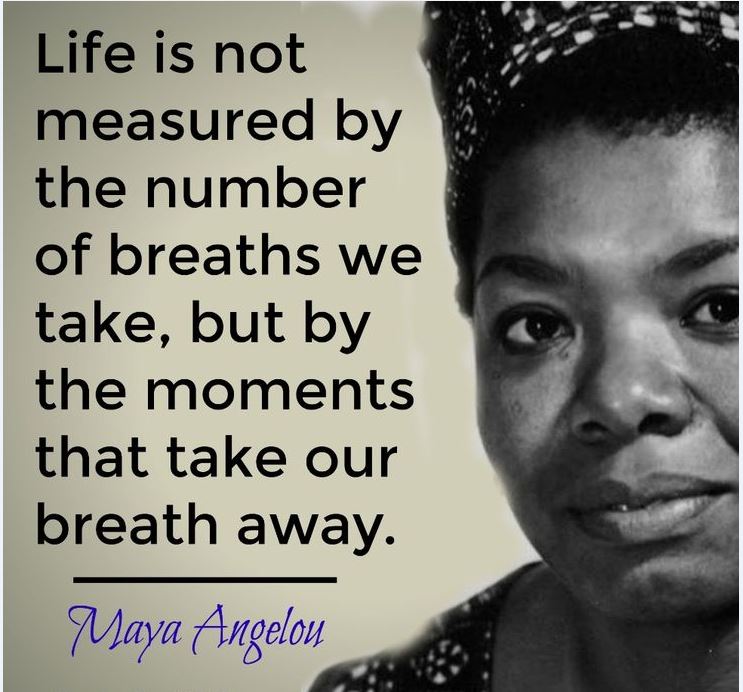 Life is not
measured by
the number
of breaths we
take, but by
the moments
that take our
breath away.
Maya Angelou